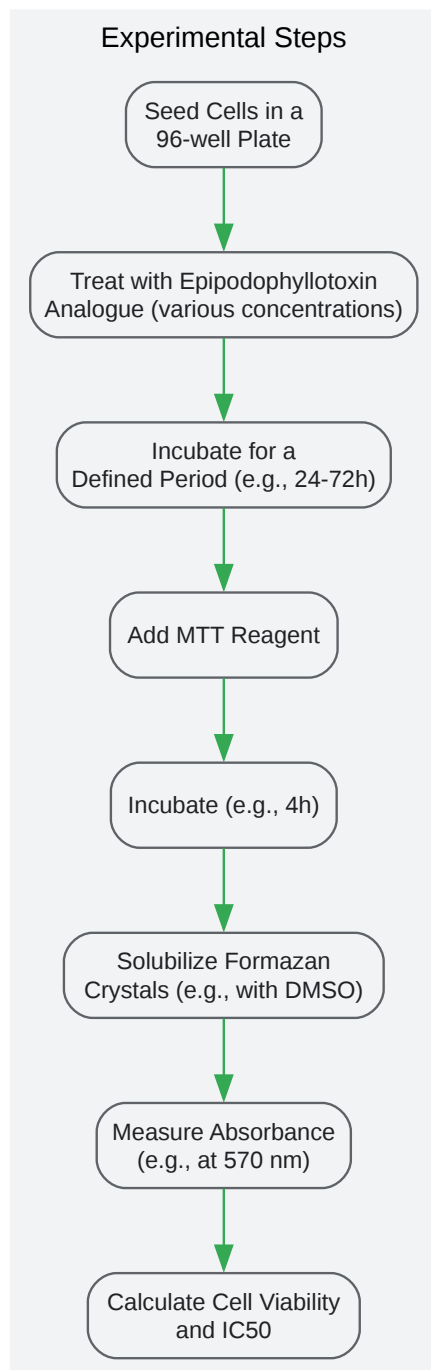 Experimental Steps
Seed Cells in a
96-well Plate
Treat with Epipodophyllotoxin
Analogue (various concentrations)
Incubate for a
Defined Period (e.g., 24-72h)
Add MTT Reagent
Incubate (e.g., 4h)
Solubilize Formazan
Crystals (e.g., with DMSO)
Measure Absorbance
(e.g., at 570 nm)
Calculate Cell Viability
and IC50